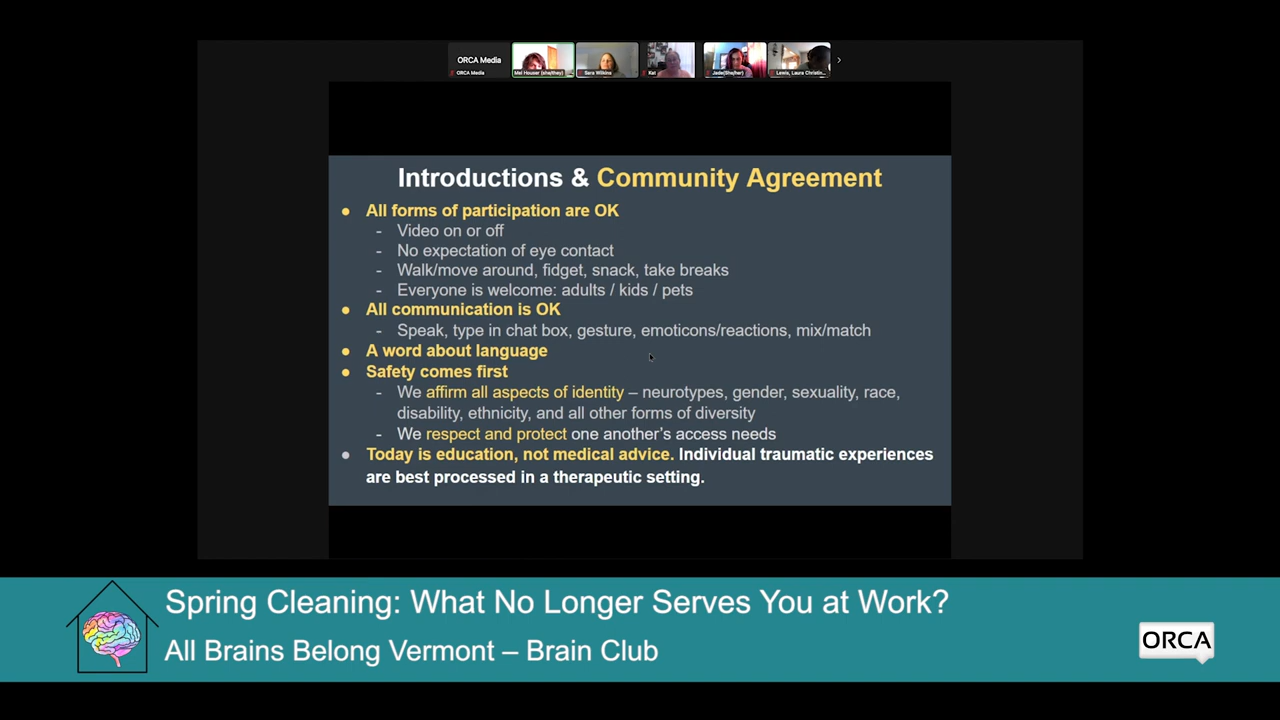 ORCA Media
ORCA Media
Mel Houser (she/they)
Sara Wilkins
Kat
Jade(She/her)
Lewis, Laura Christin...
Introductions & Community Agreement
● All forms of participation are OK
- Video on or off
- No expectation of eye contact
- Walk/move around, fidget, snack, take breaks
- Everyone is welcome: adults / kids / pets
● All communication is OK
- Speak, type in chat box, gesture, emoticons/reactions, mix/match
● A word about language
● Safety comes first
- We affirm all aspects of identity – neurotypes, gender, sexuality, race,
disability, ethnicity, and all other forms of diversity
- We respect and protect one another's access needs
● Today is education, not medical advice. Individual traumatic experiences
are best processed in a therapeutic setting.
Spring Cleaning: What No Longer Serves You at Work?
All Brains Belong Vermont – Brain Club
ORCA